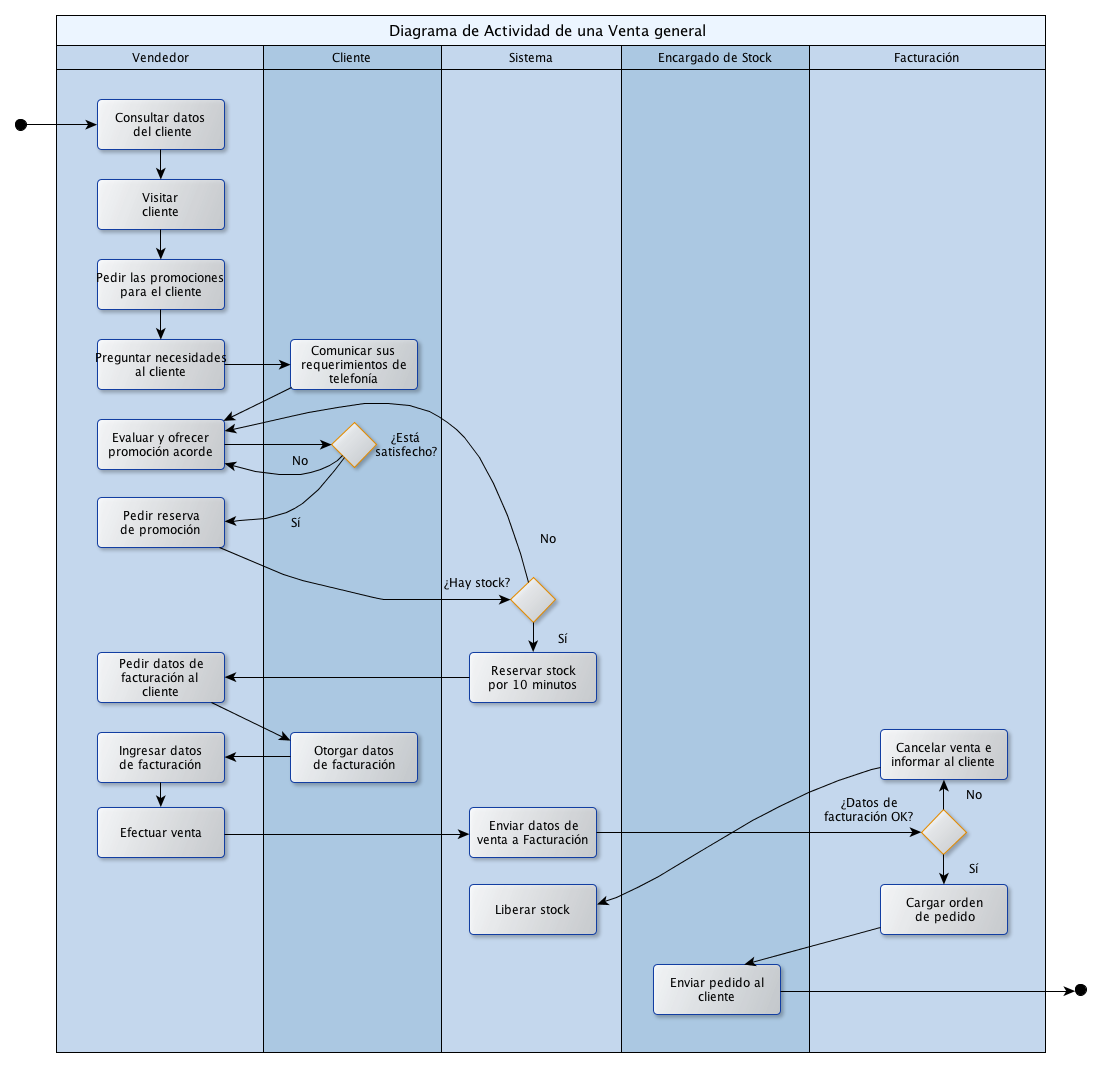 Diagrama de Actividad de una Venta general
Vendedor
Cliente
Sistema
Encargado de Stock
Facturación
Consultar datos
del cliente
Visitar
cliente
Pedir las promociones
para el cliente
Preguntar necesidades
al cliente
Comunicar sus
requerimientos de
telefonía
Evaluar y ofrecer
promoción acorde
¿Está
satisfecho?
No
Sí
Pedir reserva
de promoción
No
¿Hay stock?
Sí
Reservar stock
por 10 minutos
Pedir datos de
facturación al
cliente
Otorgar datos
de facturación
Ingresar datos
de facturación
Efectuar venta
Enviar datos de
venta a Facturación
¿Datos de
facturación OK?
No
Cancelar venta e
informar al cliente
Sí
Liberar stock
Cargar orden
de pedido
Enviar pedido al
cliente